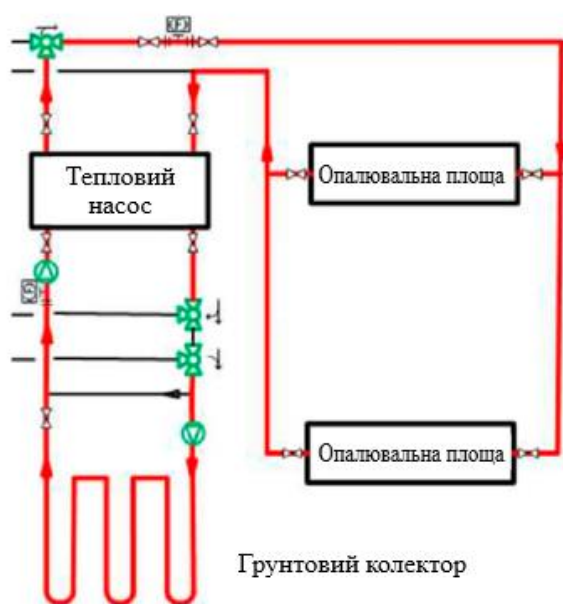 (F)
Тепловий
насос
Опалювальна площа
(F)
Опалювальна площа
Грунтовий колектор